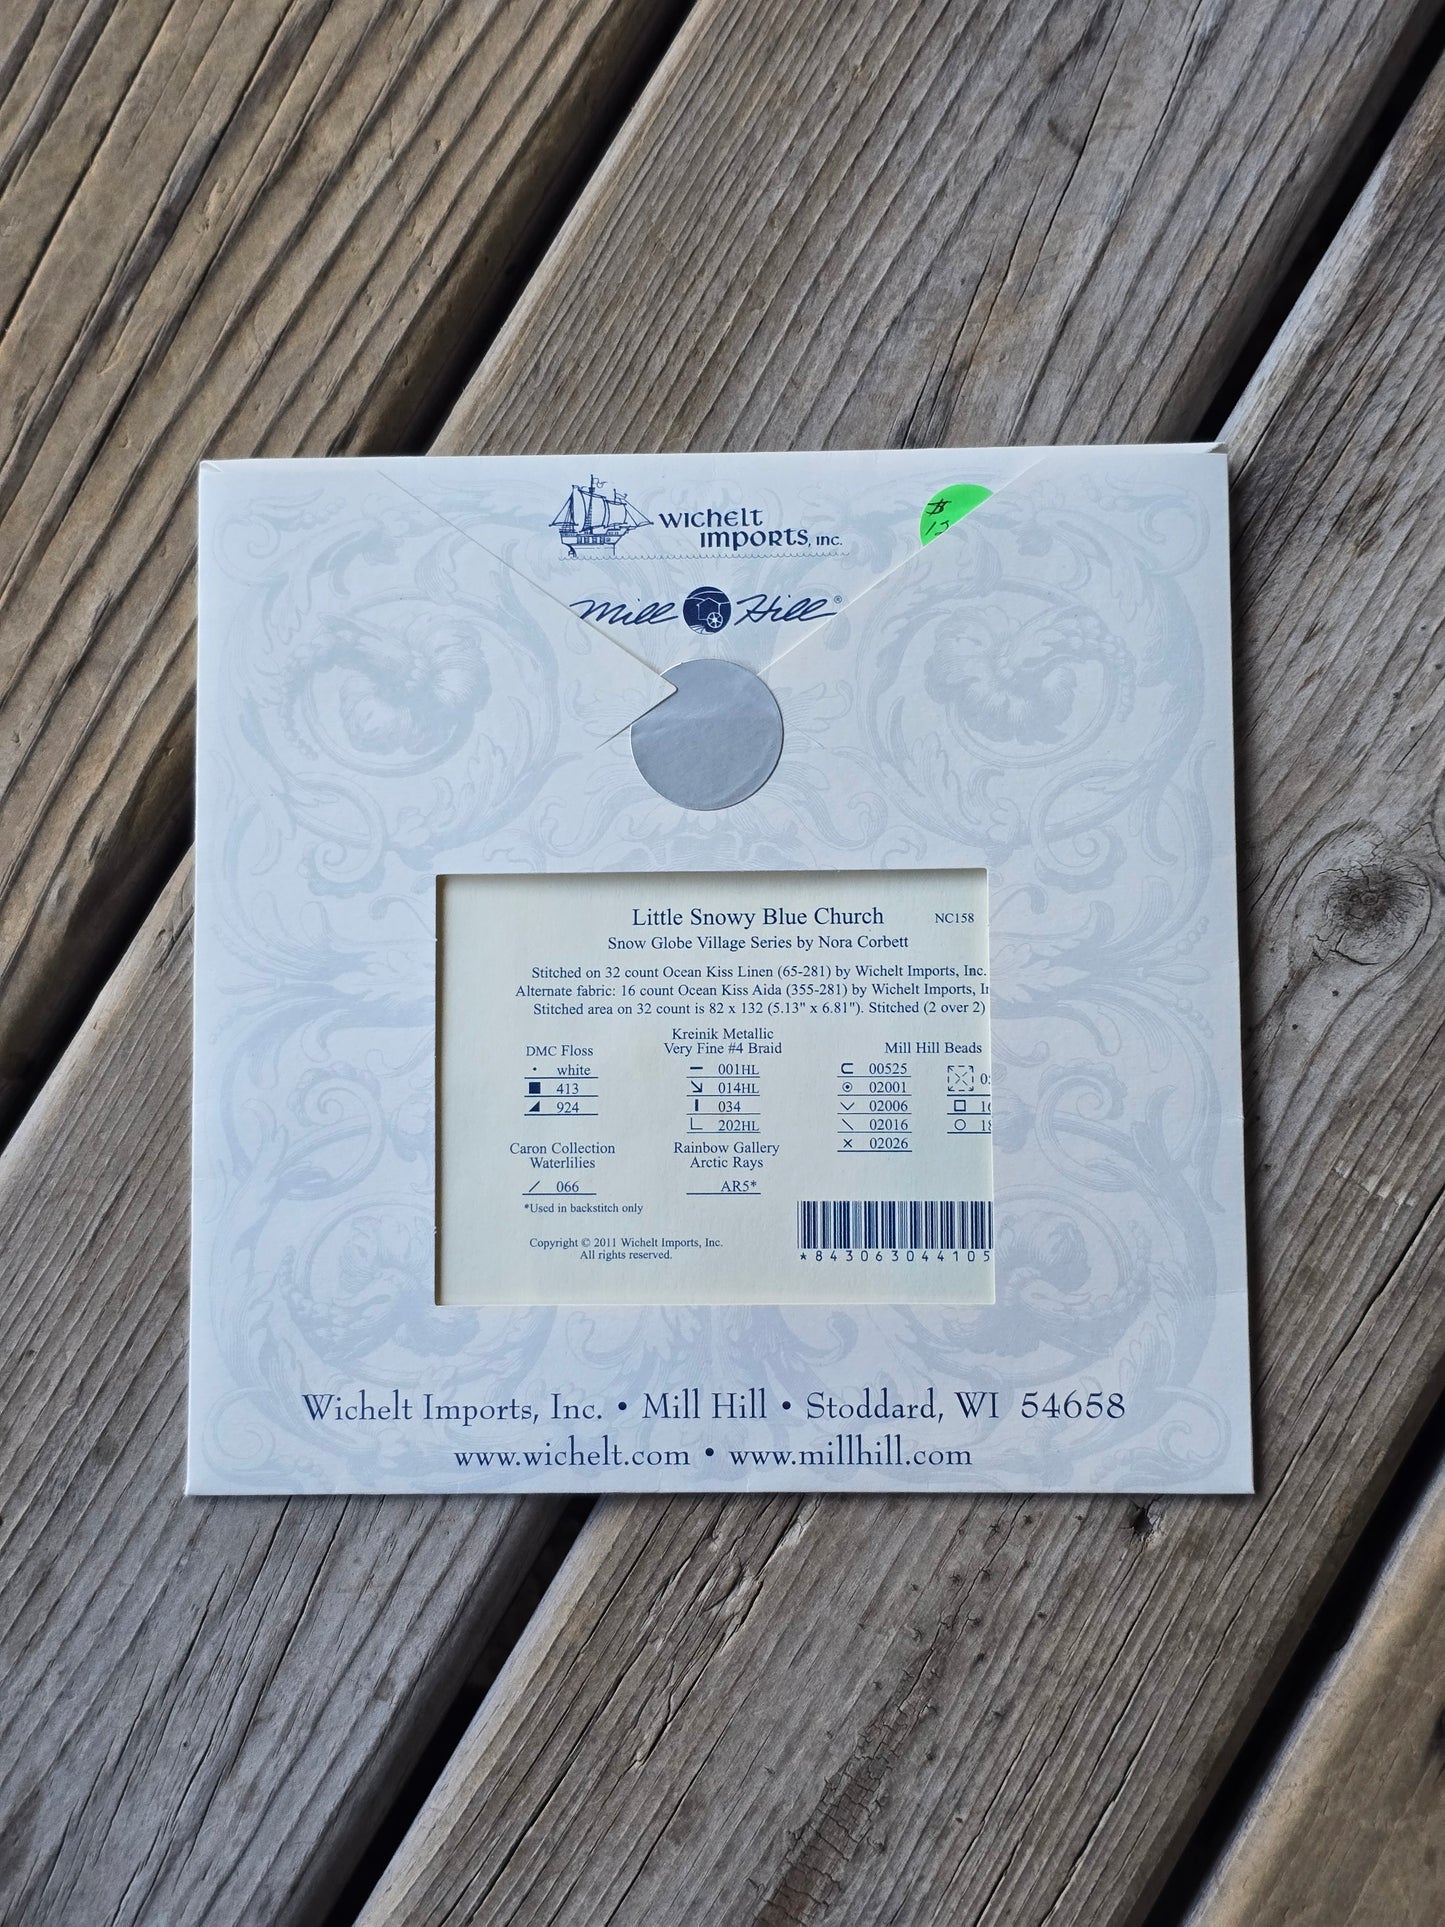 WICHELT
IMPORTS, INC.
Mill Hill®
$
Little Snowy Blue Church NC158
Snow Globe Village Series by Nora Corbett
Stitched on 32 count Ocean Kiss Linen (65-281) by Wichelt Imports, Inc.
Alternate fabric: 16 count Ocean Kiss Aida (355-281) by Wichelt Imports,
Stitched area on 32 count is 82 x 132 (5.13" x 6.81"). Stitched (2 over 2)
DMC Floss
white
413
924
Kreinik Metallic
Very Fine #4 Braid
001HL
014HL
034
202HL
Mill Hill Beads
00525
02001
02006
02016
02026
Caron Collection
Waterlilies
066
Rainbow Gallery
Arctic Rays
AR5*
*Used in backstitch only
Copyright © 2011 Wichelt Imports, Inc.
All rights reserved.
*843063044105
Wichelt Imports, Inc. • Mill Hill • Stoddard, WI 54658
www.wichelt.com • www.millhill.com